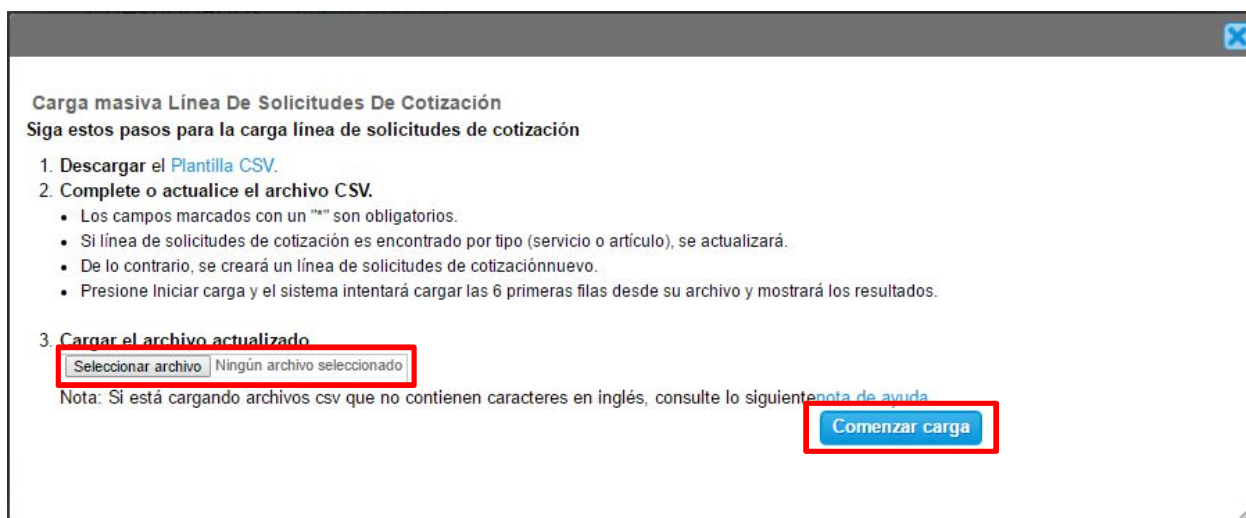 Carga masiva Línea De Solicitudes De Cotización
Siga estos pasos para la carga línea de solicitudes de cotización
1. Descargar el Plantilla CSV.
2. Complete o actualice el archivo CSV.
• Los campos marcados con un "*" son obligatorios.
• Si línea de solicitudes de cotización es encontrado por tipo (servicio o artículo), se actualizará.
• De lo contrario, se creará un línea de solicitudes de cotizaciónnuevo.
• Presione Iniciar carga y el sistema intentará cargar las 6 primeras filas desde su archivo y mostrará los resultados.
3. Cargar el archivo actualizado
Seleccionar archivo Ningún archivo seleccionado
Nota: Si está cargando archivos csv que no contienen caracteres en inglés, consulte lo siguientenota de ayuda
Comenzar carga